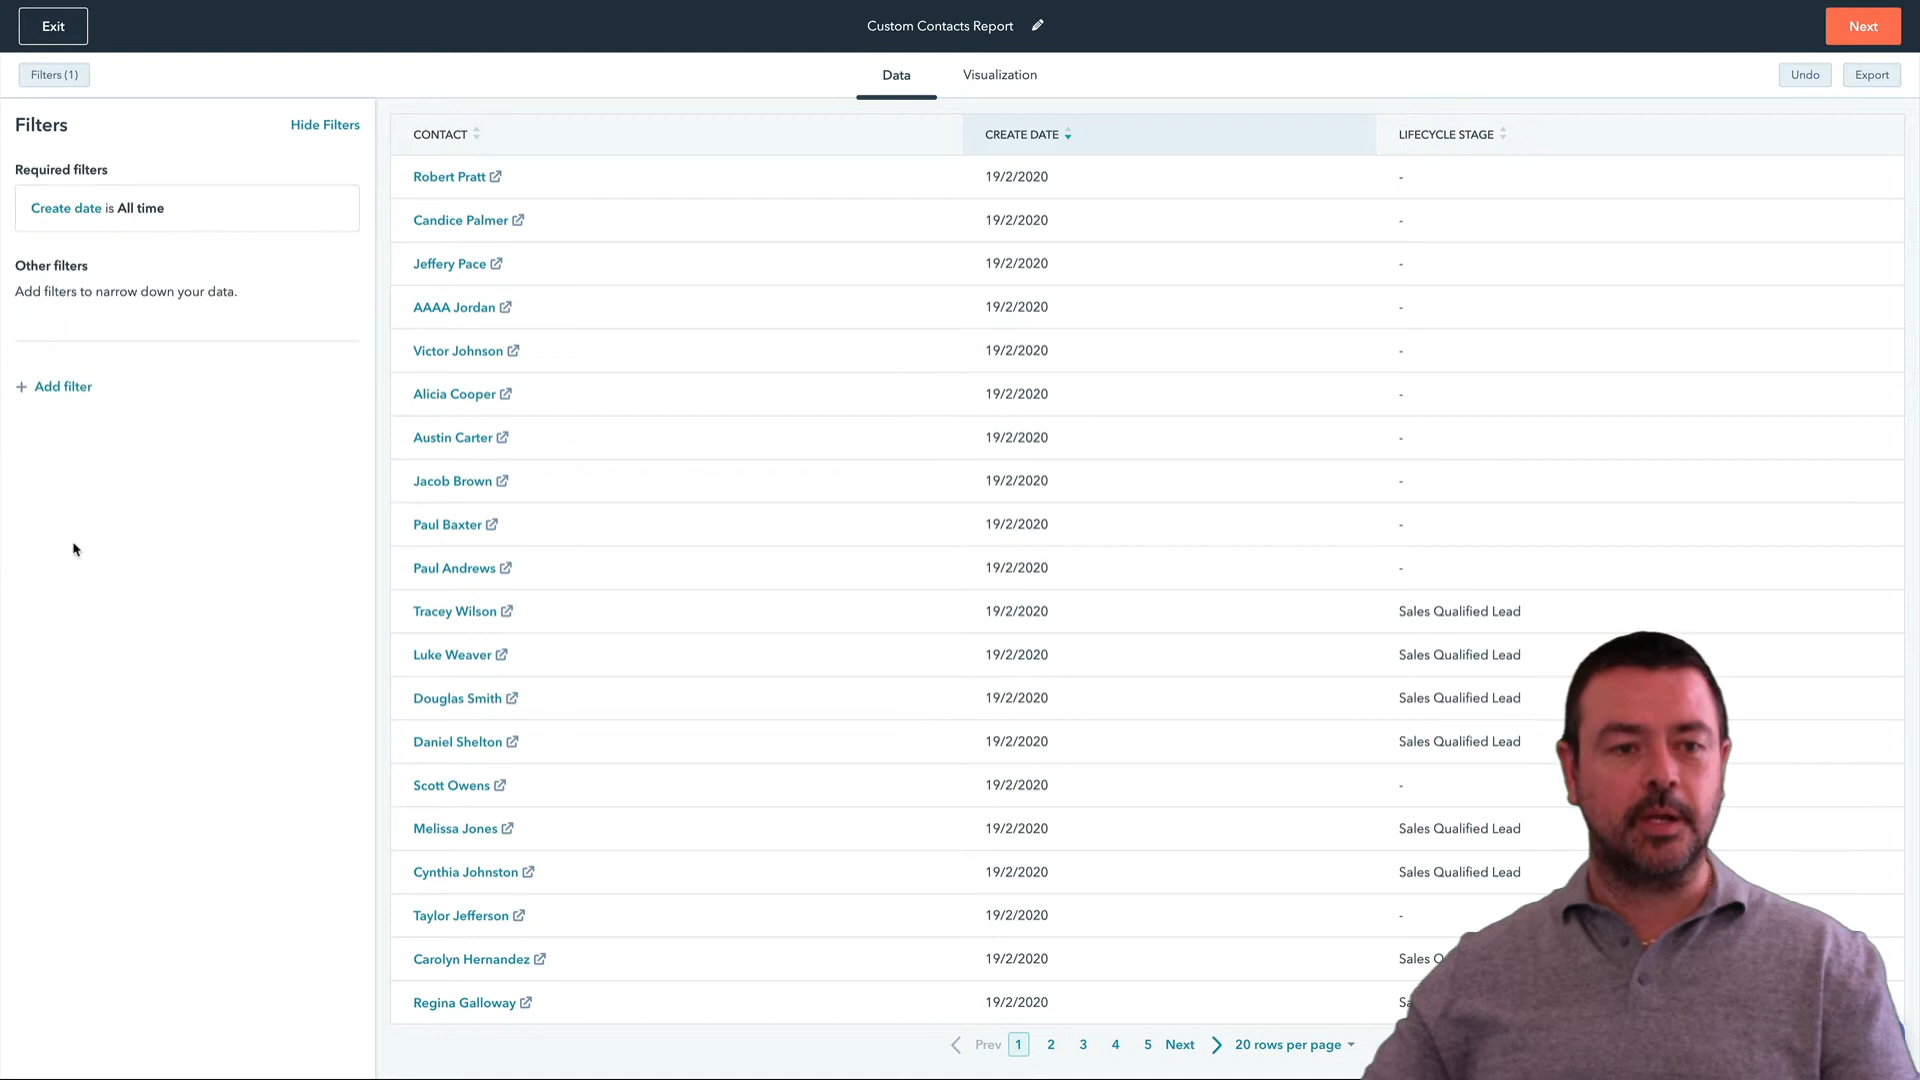 Exit
Custom Contacts Report
Next
Filters (1)
Data
Visualization
Undo
Export
Filters
Hide Filters
Required filters
Create date is All time
Other filters
Add filters to narrow down your data.
+ Add filter
CONTACT CREATE DATE LIFECYCLE STAGE
Robert Pratt 19/2/2020 -
Candice Palmer 19/2/2020 -
Jeffery Pace 19/2/2020 -
AAAA Jordan 19/2/2020 -
Victor Johnson 19/2/2020 -
Alicia Cooper 19/2/2020 -
Austin Carter 19/2/2020 -
Jacob Brown 19/2/2020 -
Paul Baxter 19/2/2020 -
Paul Andrews 19/2/2020 -
Tracey Wilson 19/2/2020 Sales Qualified Lead
Luke Weaver 19/2/2020 Sales Qualified Lead
Douglas Smith 19/2/2020 Sales Qualified Lead
Daniel Shelton 19/2/2020 Sales Qualified Lead
Scott Owens 19/2/2020 -
Melissa Jones 19/2/2020 Sales Qualified Lead
Cynthia Johnston 19/2/2020 Sales Qualified Lead
Taylor Jefferson 19/2/2020 -
Carolyn Hernandez 19/2/2020 Sales
Regina Galloway 19/2/2020
Prev 1 2 3 4 5 Next 20 rows per page